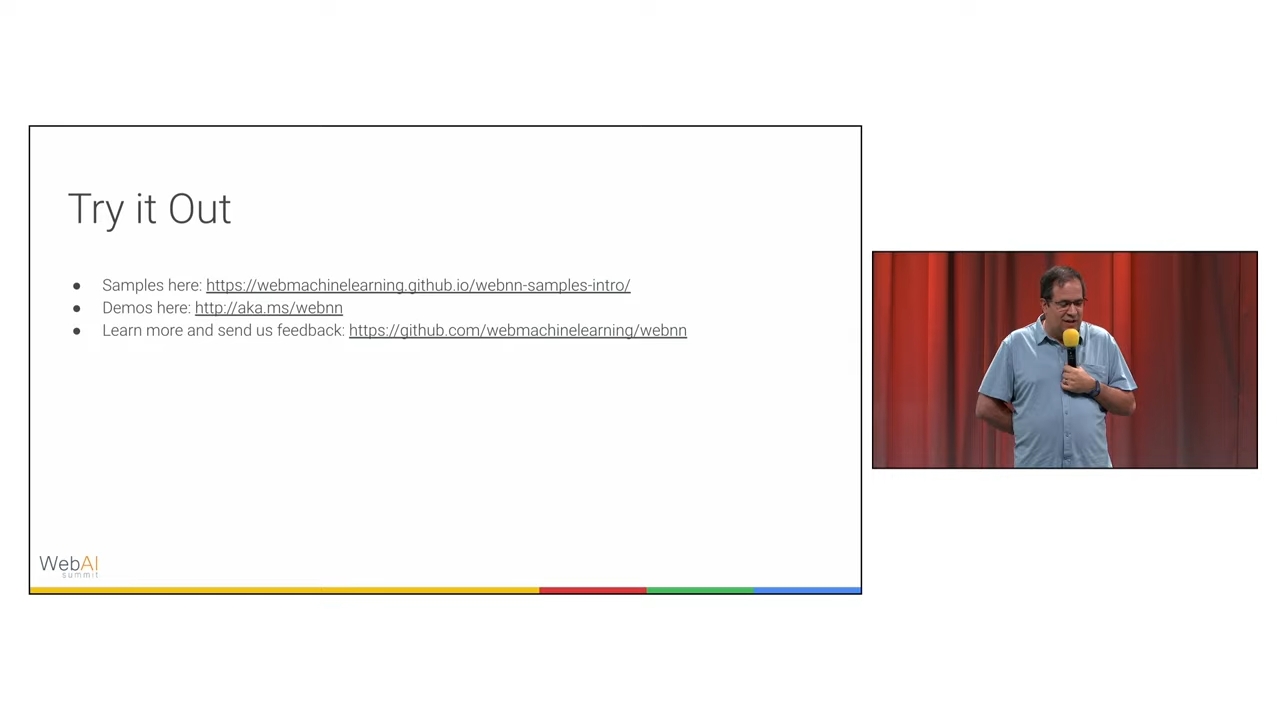 Try it Out
● Samples here: https://webmachinelearning.github.io/webnn-samples-intro/
● Demos here: http://aka.ms/webnn
● Learn more and send us feedback: https://github.com/webmachinelearning/webnn
WebAI
summit